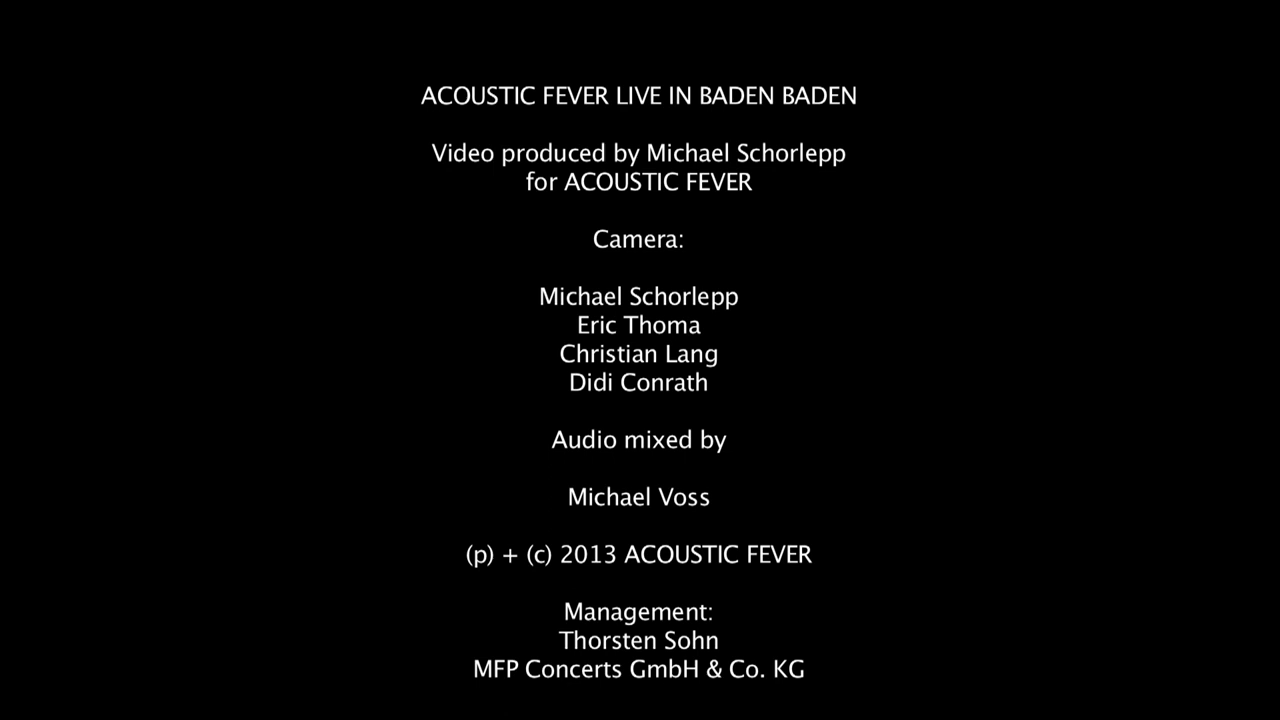 ACOUSTIC FEVER LIVE IN BADEN BADEN
Video produced by Michael Schorlepp
for ACOUSTIC FEVER
Camera:
Michael Schorlepp
Eric Thoma
Christian Lang
Didi Conrath
Audio mixed by
Michael Voss
(p) + (c) 2013 ACOUSTIC FEVER
Management:
Thorsten Sohn
MFP Concerts GmbH & Co. KG